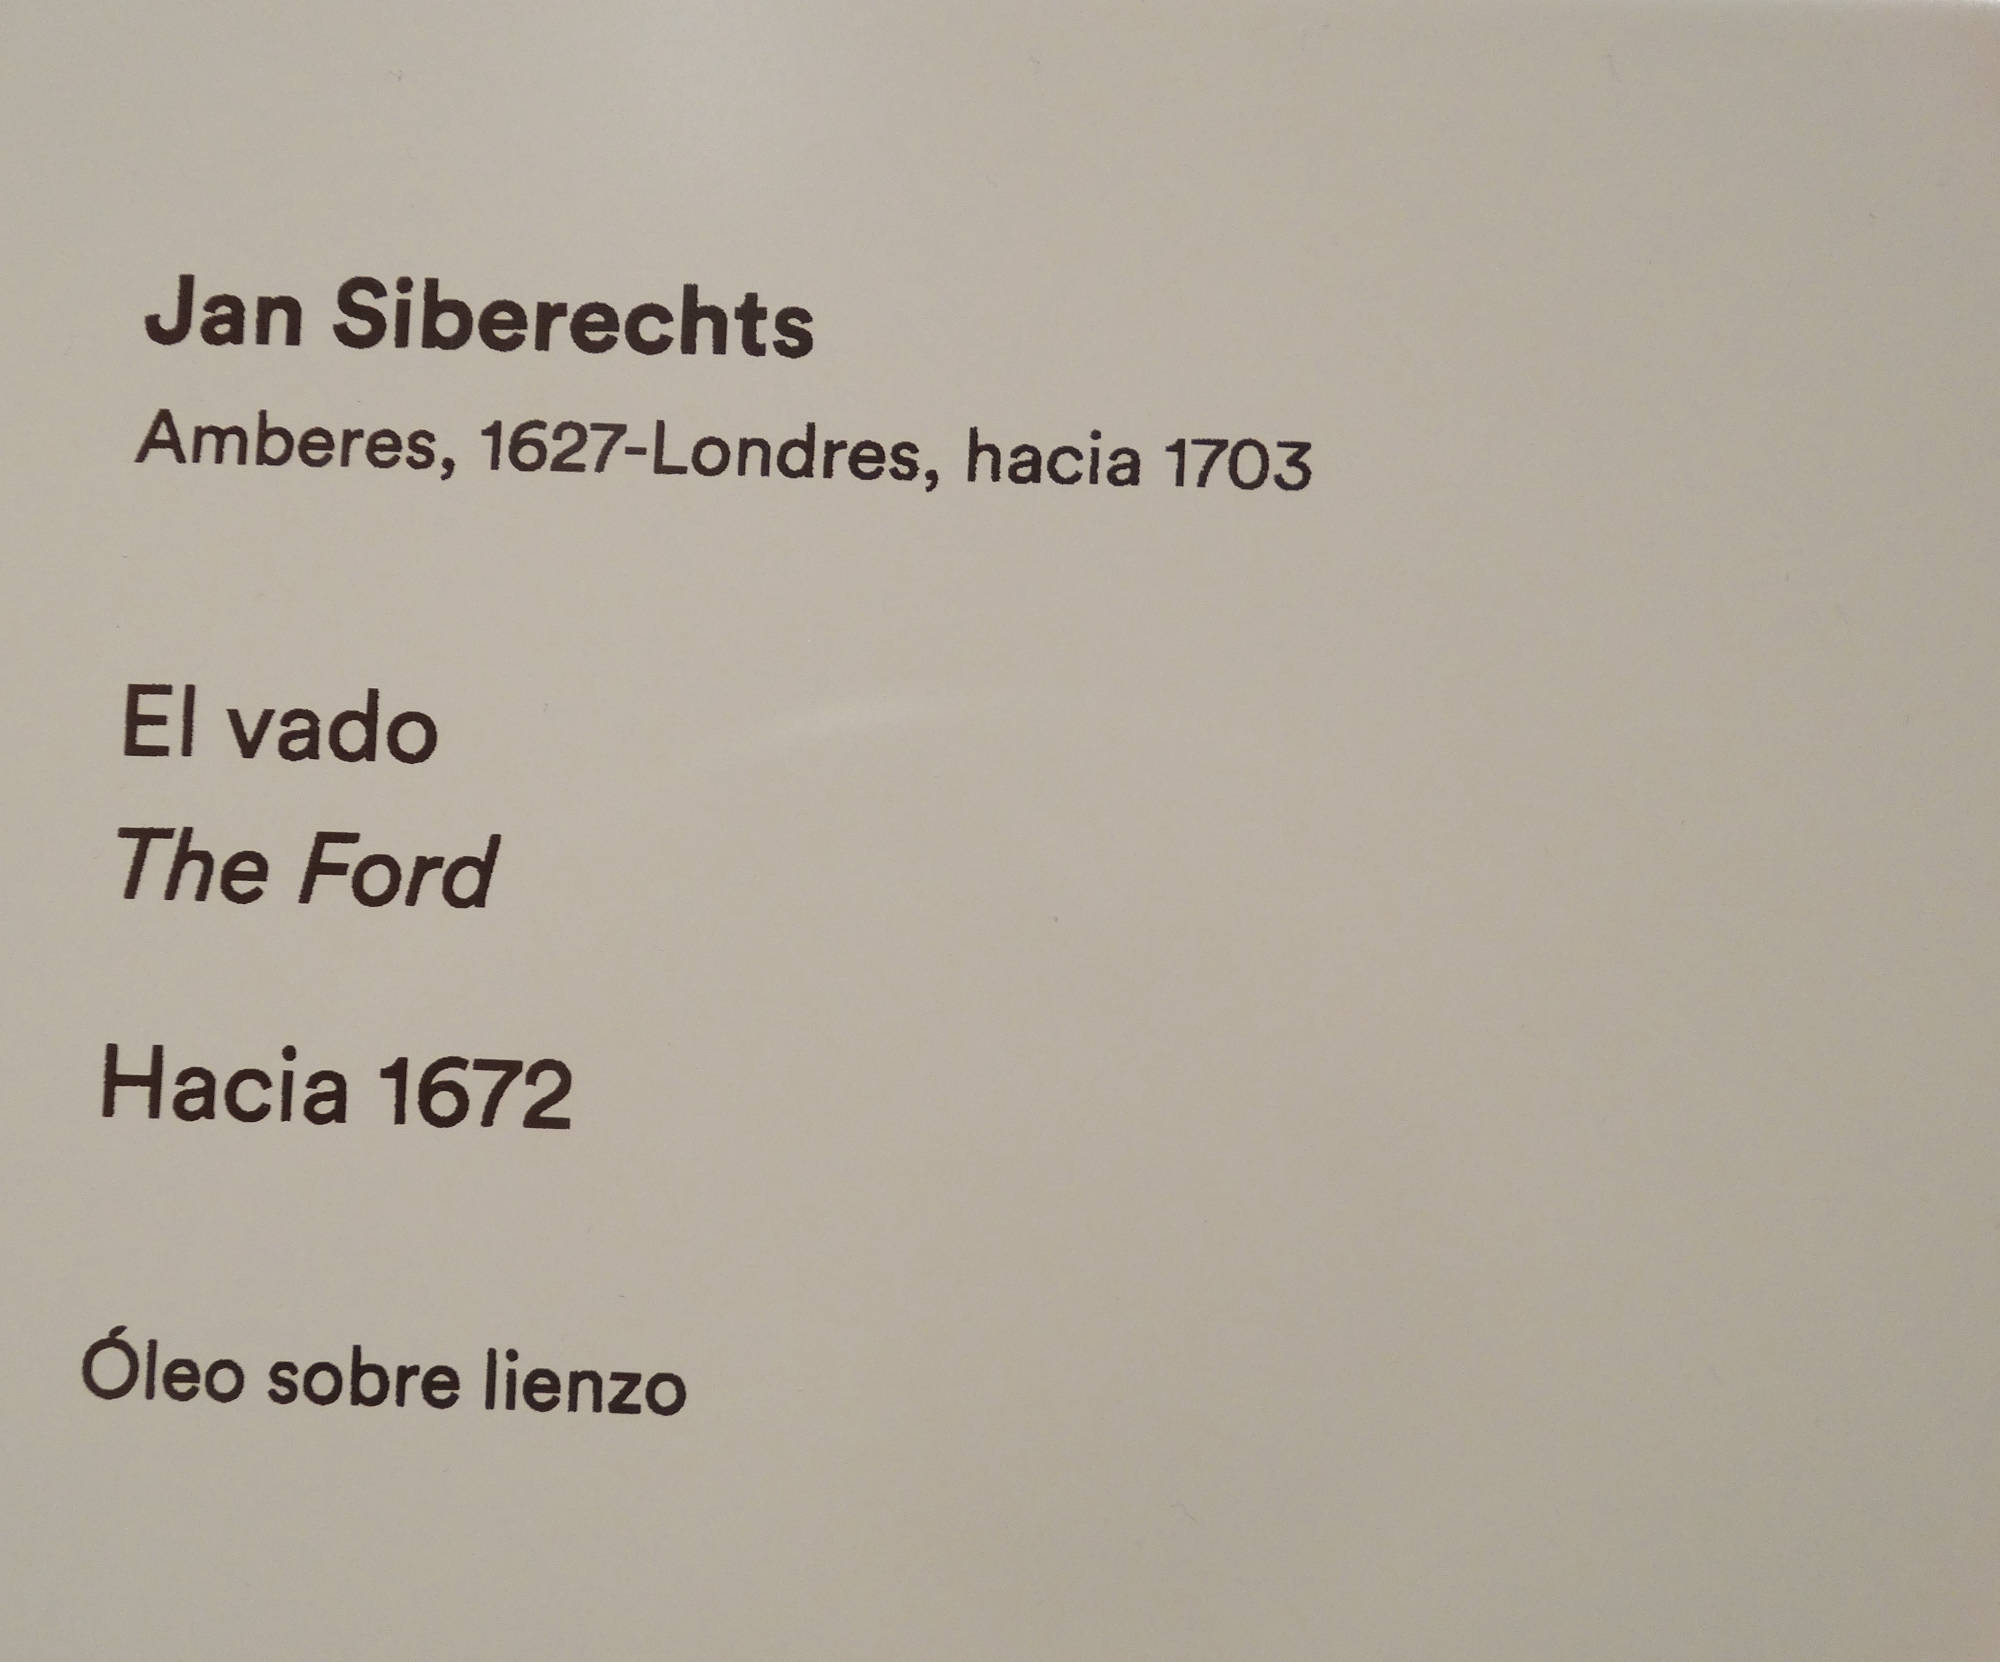 Jan Siberechts
Amberes, 1627-Londres, hacia 1703
El vado
The Ford
Hacia 1672
Óleo sobre lienzo